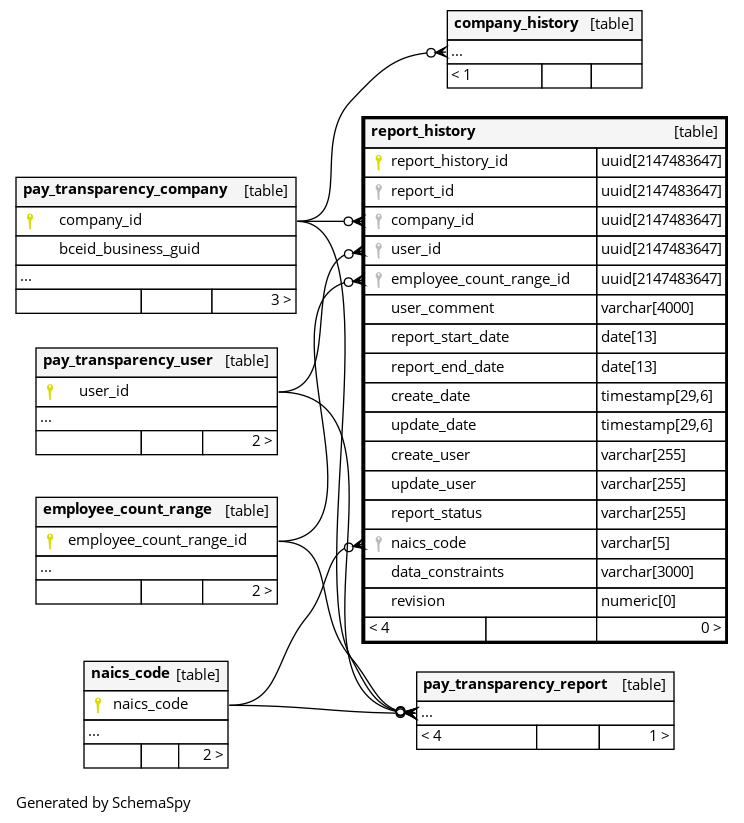 company_history [table]
...
< 1
report_history [table]
report_history_id uuid[2147483647]
report_id uuid[2147483647]
company_id uuid[2147483647]
user_id uuid[2147483647]
employee_count_range_id uuid[2147483647]
user_comment varchar[4000]
report_start_date date[13]
report_end_date date[13]
create_date timestamp[29,6]
update_date timestamp[29,6]
create_user varchar[255]
update_user varchar[255]
report_status varchar[255]
naics_code varchar[5]
data_constraints varchar[3000]
revision numeric[0]
< 4 0 >
pay_transparency_company [table]
company_id
bceid_business_guid
...
3 >
pay_transparency_user [table]
user_id
...
2 >
employee_count_range [table]
employee_count_range_id
...
2 >
naics_code [table]
naics_code
...
2 >
pay_transparency_report [table]
...
< 4 1 >
Generated by SchemaSpy